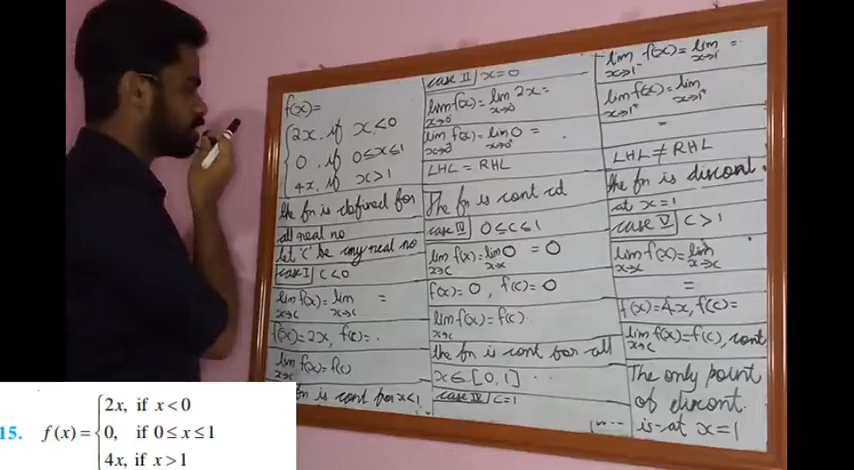 f(x)=
2x, if x<0
0, if 0≤x≤1
4x, if x>1
the fn is defined for
all real no
let 'c' be any real no
case I c<0
lim f(x)= lim =
x→c x→c
f(x)=2x, f(c)=
lim f(x)=f(c)
x→c
fn is cont for x<1
case II x=0
lim f(x)= lim 2x=
lim f(x)= lim 0 =
LHL = RHL
The fn is cont
case III 0≤c≤1
lim f(x)= lim 0 = 0
x→c x→c
f(x)=0, f(c)=0
lim f(x)=f(c)
x→c
the fn is cont for all
x∈[0,1]
case IV c=1
lim f(x)= lim =
x→1⁻ x→1⁻
lim f(x)= lim
x→1⁺ x→1⁺
=
LHL ≠ RHL
the fn is discont.
at x=1
case V c>1
lim f(x)= lim
x→c x→c
=
f(x)=4x, f(c)=
lim f(x)=f(c), cont
x→c
The only point
of discont.
is at x=1
15. f(x)= 2x, if x<0
0, if 0≤x≤1
4x, if x>1